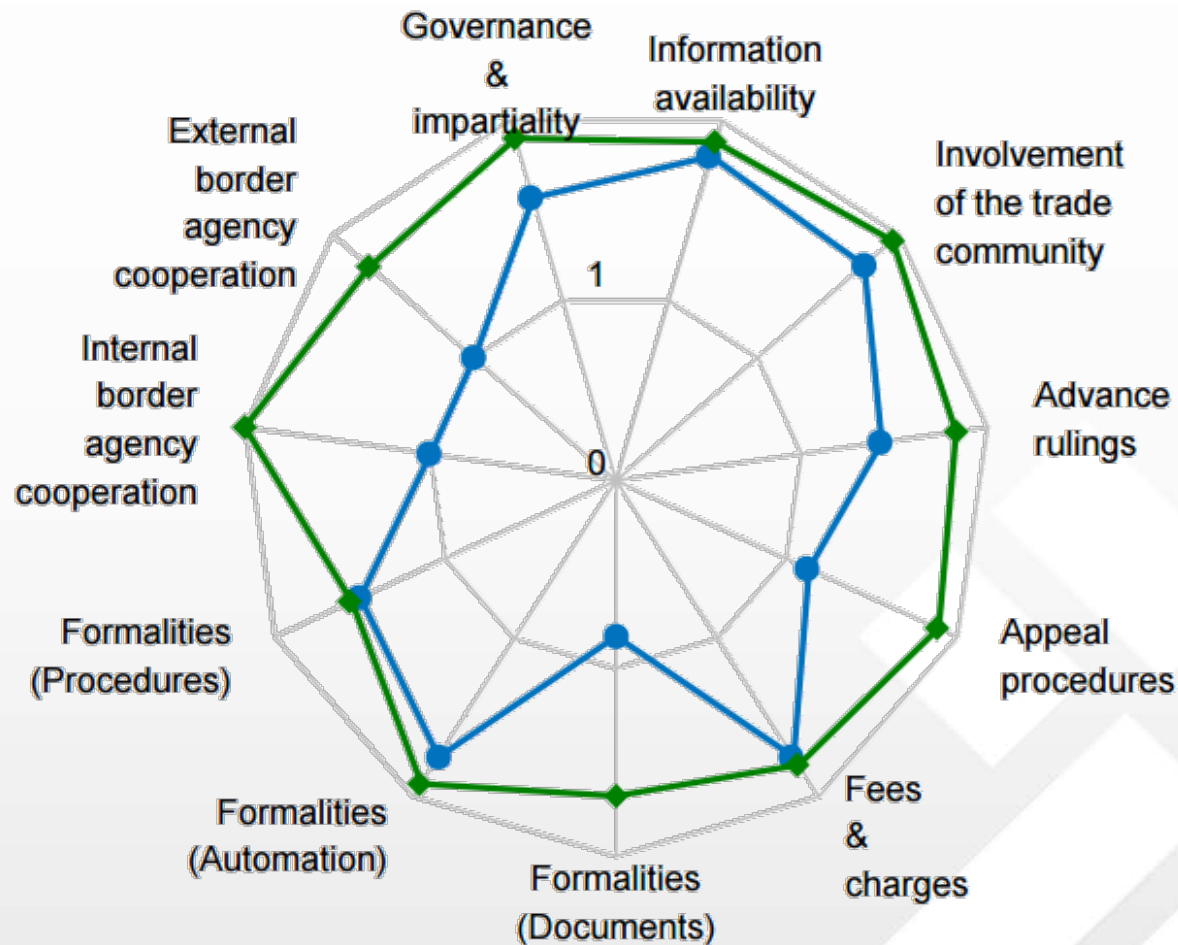 Governance
&
impartiality
Information
availability
Involvement
of the trade
community
Advance
rulings
Appeal
procedures
Fees
&
charges
Formalities
(Documents)
Formalities
(Automation)
Formalities
(Procedures)
Internal
border
agency
cooperation
External
border
agency
cooperation
1
0